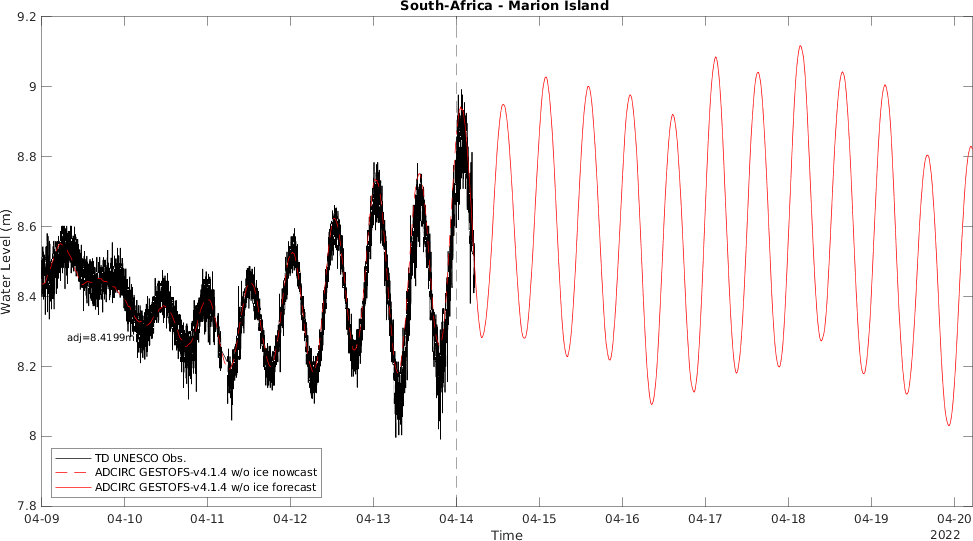 South-Africa - Marion Island
Water Level (m)
9.2
9
8.8
8.6
8.4
8.2
8
7.8
adj=8.4199m
TD UNESCO Obs.
ADCIRC GESTOFS-v4.1.4 w/o ice nowcast
ADCIRC GESTOFS-v4.1.4 w/o ice forecast
04-09 04-10 04-11 04-12 04-13 04-14 04-15 04-16 04-17 04-18 04-19 04-20
Time
2022